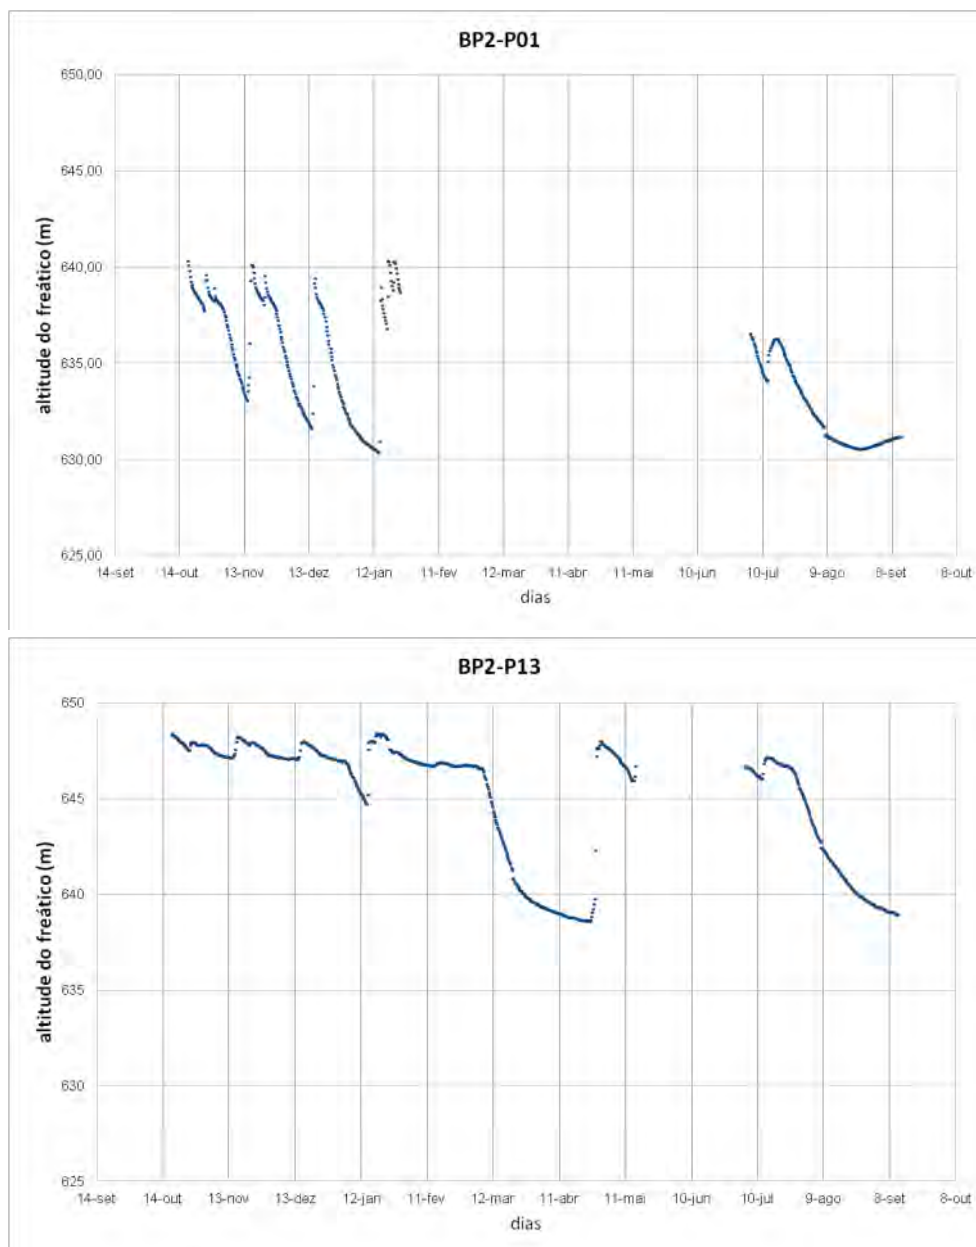 BP2-P01
650,00
645,00
640,00
635,00
630,00
625,00
altitude do freático (m)
14-set 14-out 13-nov 13-dez 12-jan 11-fev 12-mar 11-abr 11-mai 10-jun 10-jul 9-ago 8-set 8-out
dias
BP2-P13
650
645
640
635
630
625
altitude do freático (m)
14-set 14-out 13-nov 13-dez 12-jan 11-fev 12-mar 11-abr 11-mai 10-jun 10-jul 9-ago 8-set 8-out
dias